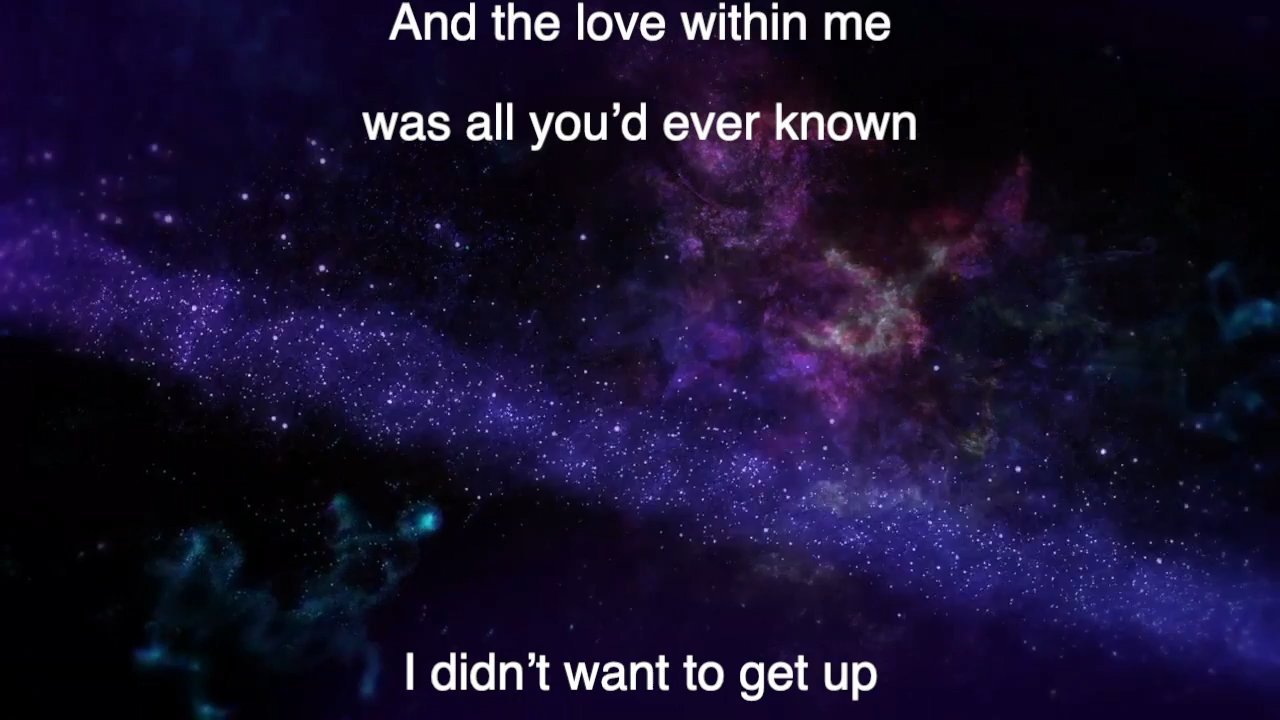 And the love within me
was all you’d ever known
I didn’t want to get up